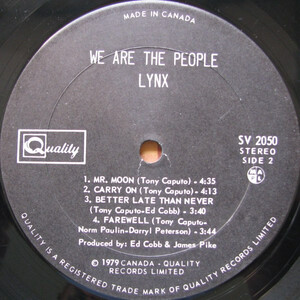 MADE IN CANADA
WE ARE THE PEOPLE
LYNX
Quality
SV 2050
STEREO
SIDE 2
1. MR. MOON (Tony Caputo) - 4:35
2. CARRY ON (Tony Caputo) - 4:13
3. BETTER LATE THAN NEVER
(Tony Caputo-Ed Cobb) - 3:40
4. FAREWELL (Tony Caputo-
Norm Paulin-Darryl Peterson) - 3:44
Produced by: Ed Cobb & James Pike
© 1979 CANADA - QUALITY
RECORDS LIMITED
QUALITY IS A REGISTERED TRADE MARK OF QUALITY RECORDS LIMITED